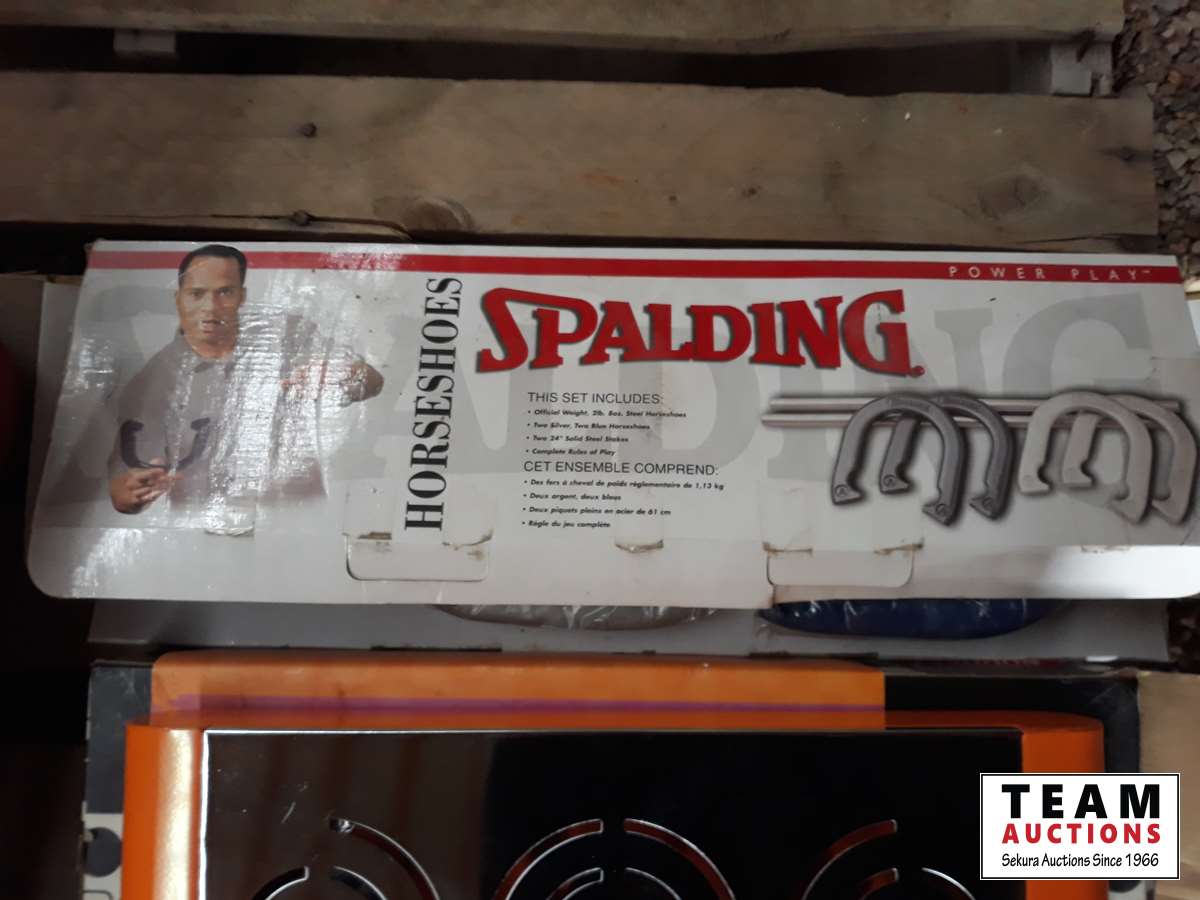 POWER PLAY™
HORSESHOES
SPALDING.
THIS SET INCLUDES:
• Official Weight, 2lb. 8oz. Steel Horseshoes
• Two Silver, Two Blue Horseshoes
• Two 24" Solid Steel Stakes
• Complete Rules of Play
CET ENSEMBLE COMPREND:
• Des fers à cheval de poids règlementaire de 1,13 kg
• Deux argent, deux bleus
• Deux piquets pleins en acier de 61 cm
• Règle du jeu complète
TEAM
AUCTIONS
Sekura Auctions Since 1966